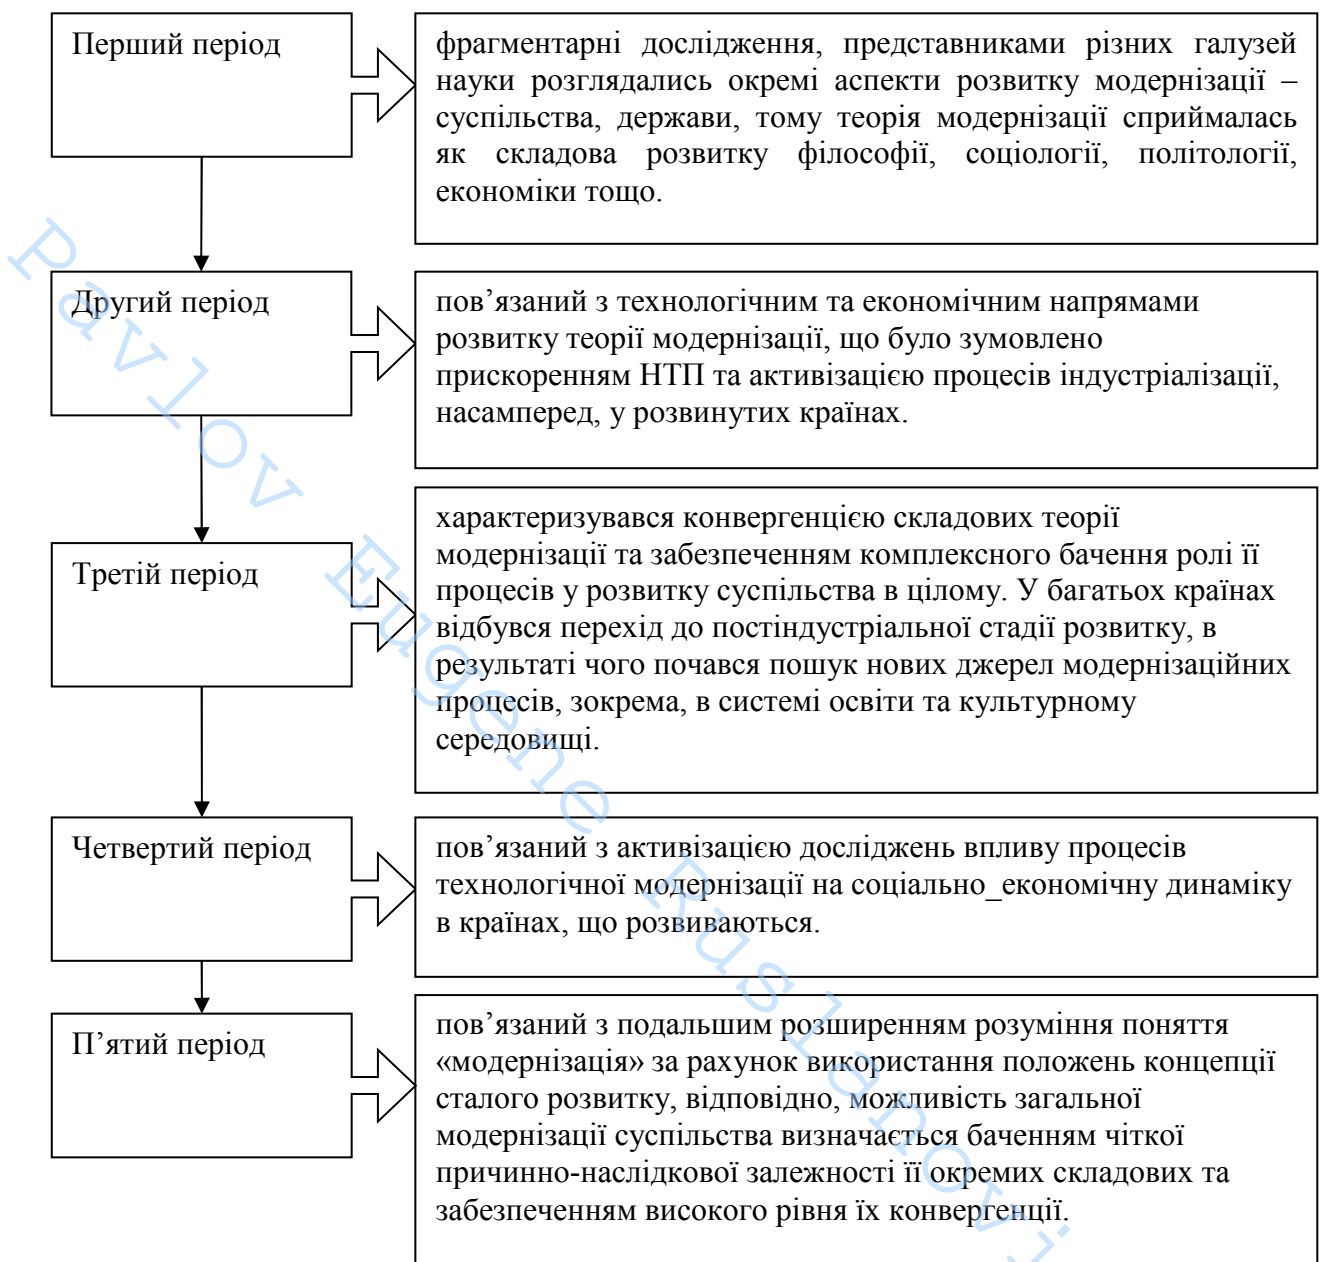 Перший період
фрагментарні дослідження, представниками різних галузей
науки розглядались окремі аспекти розвитку модернізації –
суспільства, держави, тому теорія модернізації сприймалась
як складова розвитку філософії, соціології, політології,
економіки тощо.
Другий період
пов’язаний з технологічним та економічним напрямами
розвитку теорії модернізації, що було зумовлено
прискоренням НТП та активізацією процесів індустріалізації,
насамперед, у розвинутих країнах.
Третій період
характеризувався конвергенцією складових теорії
модернізації та забезпеченням комплексного бачення ролі її
процесів у розвитку суспільства в цілому. У багатьох країнах
відбувся перехід до постіндустріальної стадії розвитку, в
результаті чого почався пошук нових джерел модернізаційних
процесів, зокрема, в системі освіти та культурному
середовищі.
Четвертий період
пов’язаний з активізацією досліджень впливу процесів
технологічної модернізації на соціально_економічну динаміку
в країнах, що розвиваються.
П’ятий період
пов’язаний з подальшим розширенням розуміння поняття
«модернізація» за рахунок використання положень концепції
сталого розвитку, відповідно, можливість загальної
модернізації суспільства визначається баченням чіткої
причинно-наслідкової залежності її окремих складових та
забезпеченням високого рівня їх конвергенції.
Pavlov Eugene Ruslanovi